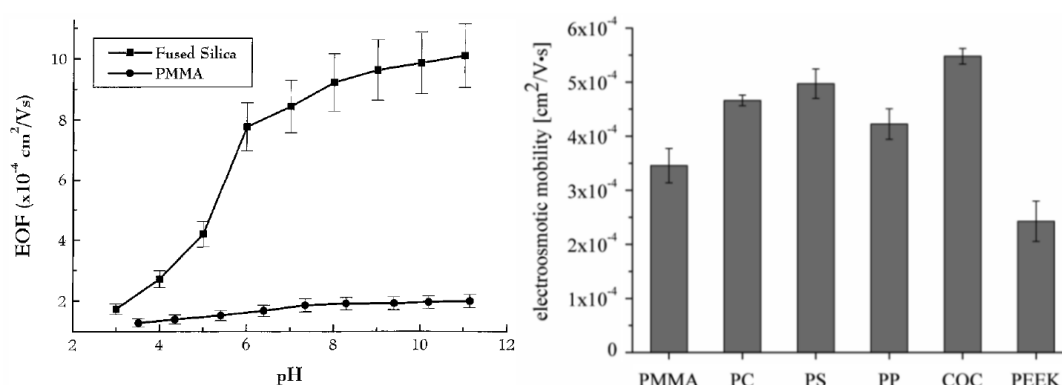 Fused Silica
PMMA
EOF (x10⁻⁴ cm²/Vs)
10
8
6
4
2
2 4 6 8 10 12
pH
electroosmotic mobility [cm²/V•s]
6x10⁻⁴
5x10⁻⁴
4x10⁻⁴
3x10⁻⁴
2x10⁻⁴
1x10⁻⁴
0
PMMA PC PS PP COC PEEK